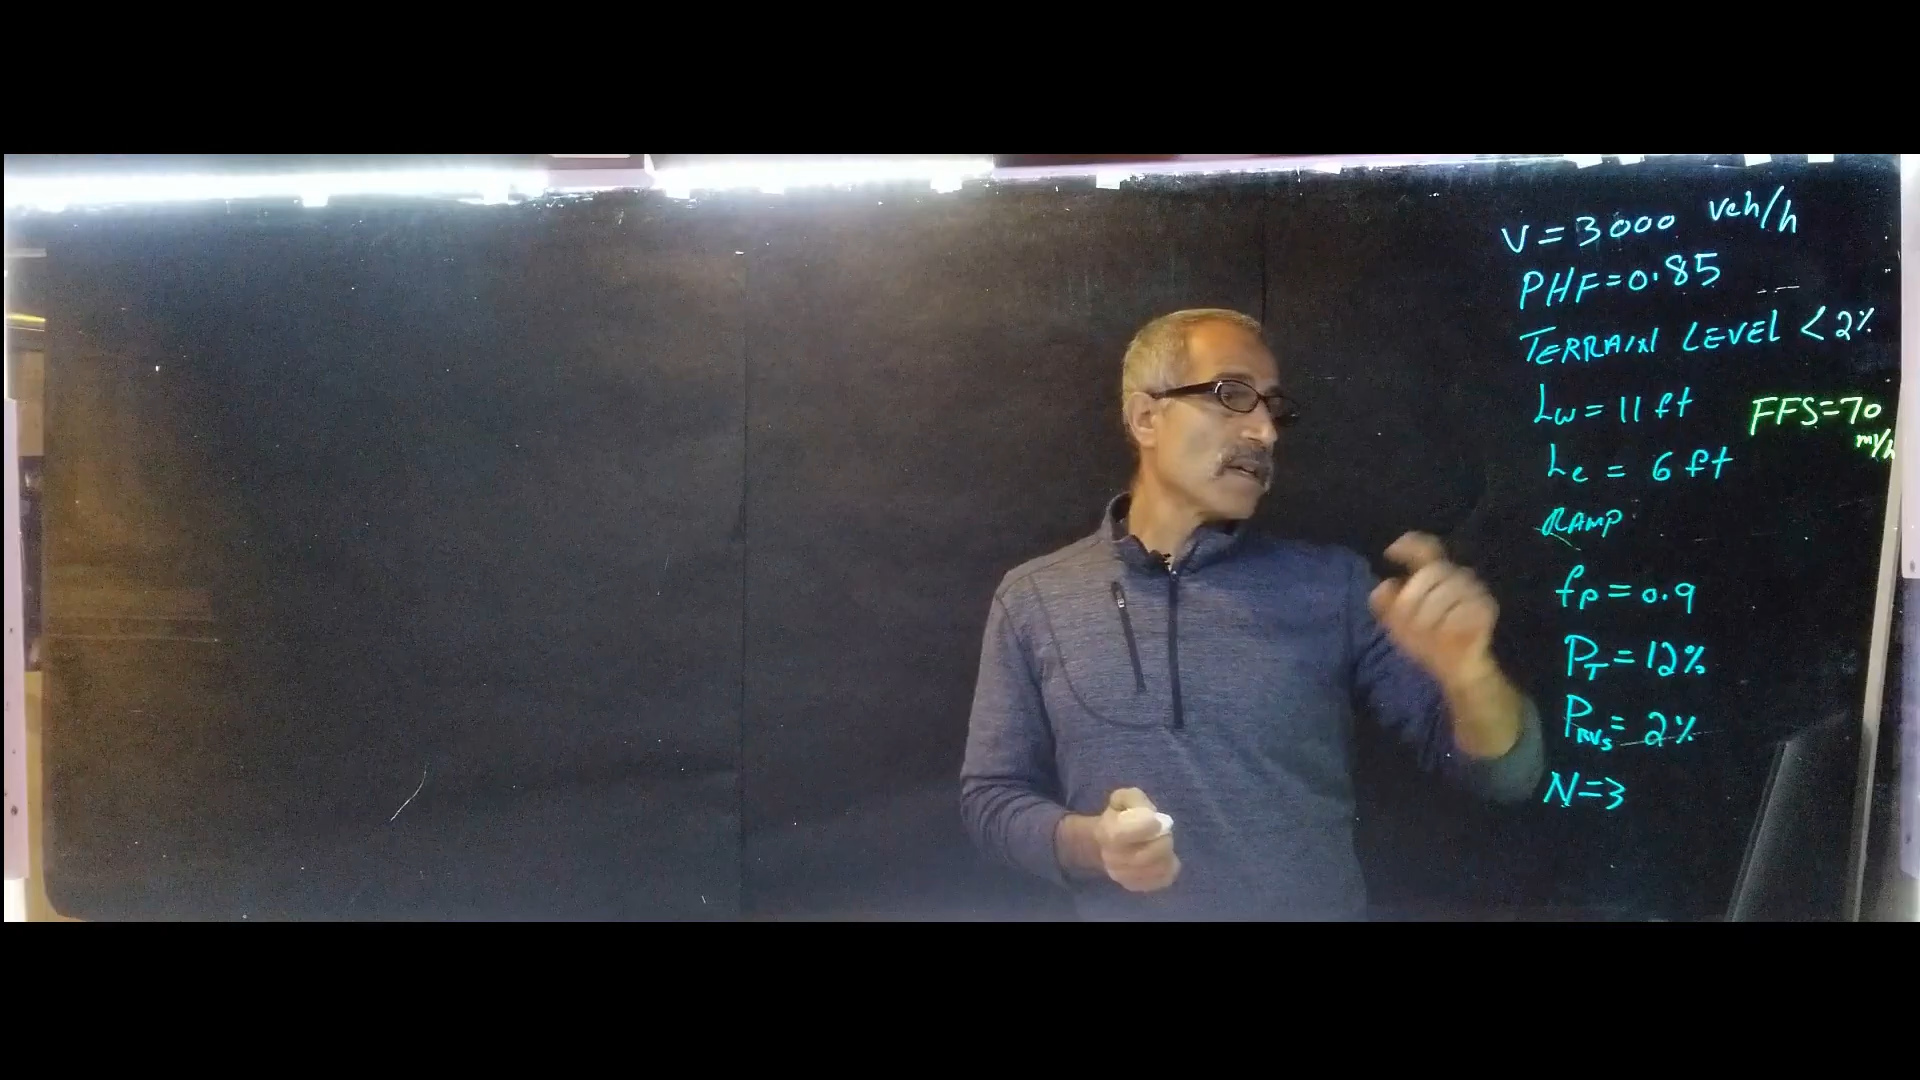 V = 3000 veh/h
PHF = 0.85
TERRAIN LEVEL < 2%
Lw = 11 ft
FFS = 70 mi/h
Lc = 6 ft
RAMP
fp = 0.9
PT = 12%
PRVs = 2%
N = 3